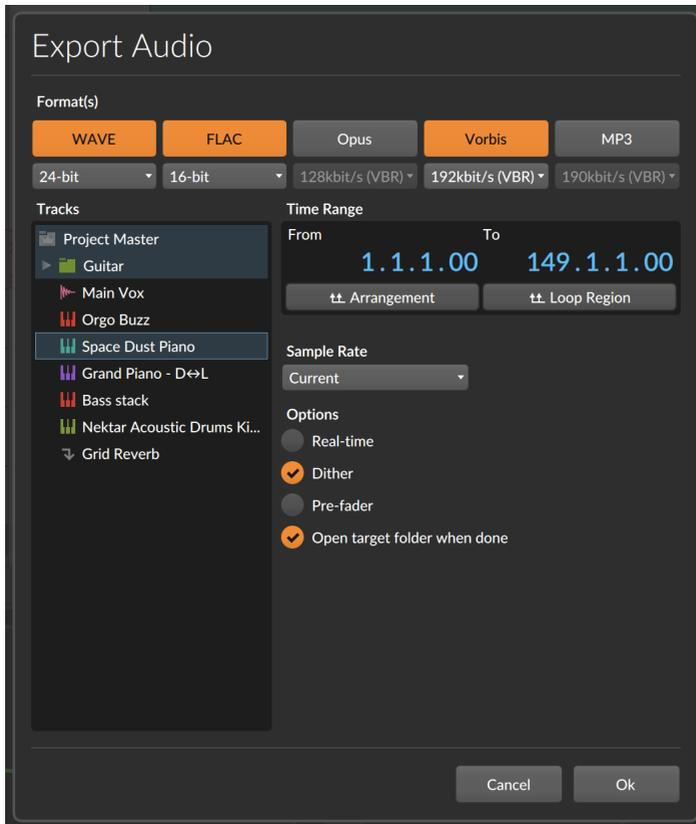 Export Audio
Format(s)
WAVE FLAC Opus Vorbis MP3
24-bit 16-bit 128kbit/s (VBR) 192kbit/s (VBR) 190kbit/s (VBR)
Tracks
Project Master
Guitar
Main Vox
Orgo Buzz
Space Dust Piano
Grand Piano - D↔L
Bass stack
Nektar Acoustic Drums Ki...
Grid Reverb
Time Range
From To
1.1.1.00 149.1.1.00
Arrangement Loop Region
Sample Rate
Current
Options
Real-time
Dither
Pre-fader
Open target folder when done
Cancel Ok